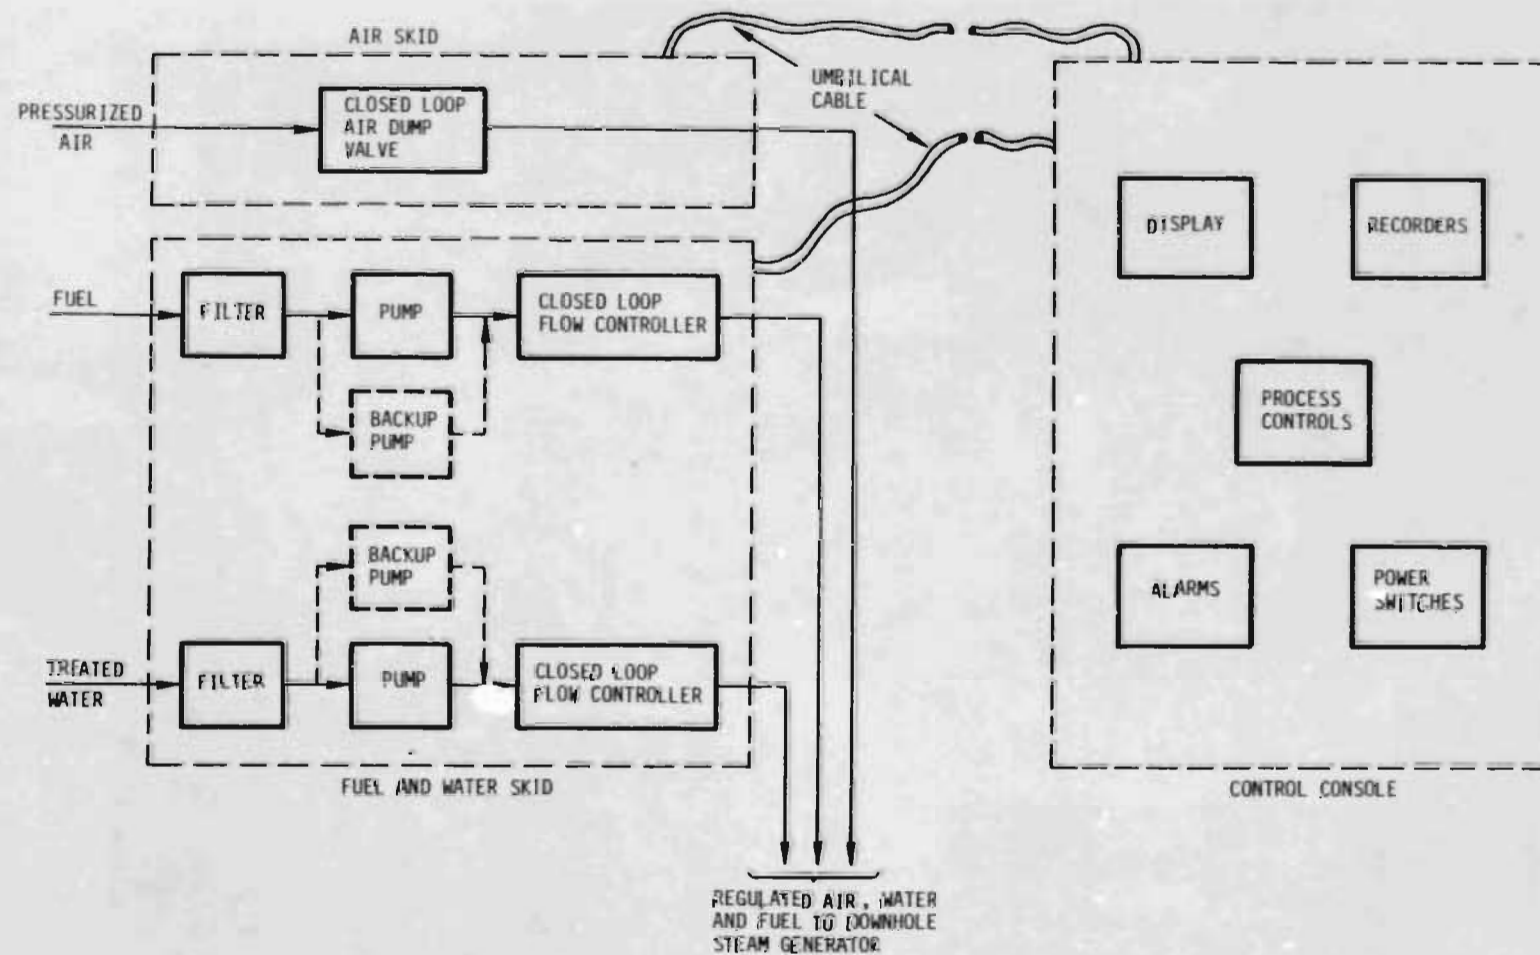 AIR SKID
PRESSURIZED
AIR
CLOSED LOOP
AIR DUMP
VALVE
UMBILICAL
CABLE
DISPLAY
RECORDERS
FUEL
FILTER
PUMP
CLOSED LOOP
FLOW CONTROLLER
BACKUP
PUMP
PROCESS
CONTROLS
BACKUP
PUMP
ALARMS
POWER
SWITCHES
TREATED
WATER
FILTER
PUMP
CLOSED LOOP
FLOW CONTROLLER
FUEL AND WATER SKID
CONTROL CONSOLE
REGULATED AIR, WATER
AND FUEL TO DOWNHOLE
STEAM GENERATOR